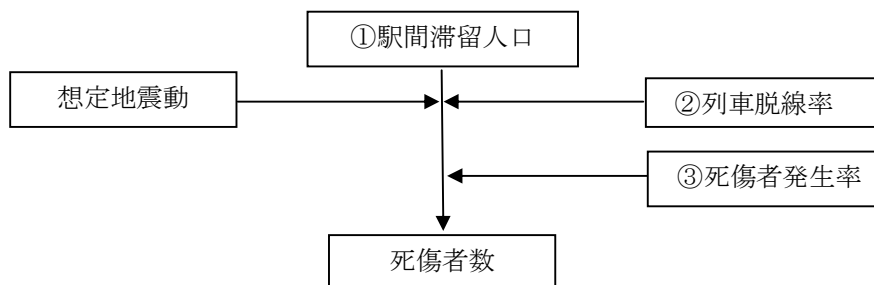 ①駅間滞留人口
想定地震動
②列車脱線率
③死傷者発生率
死傷者数